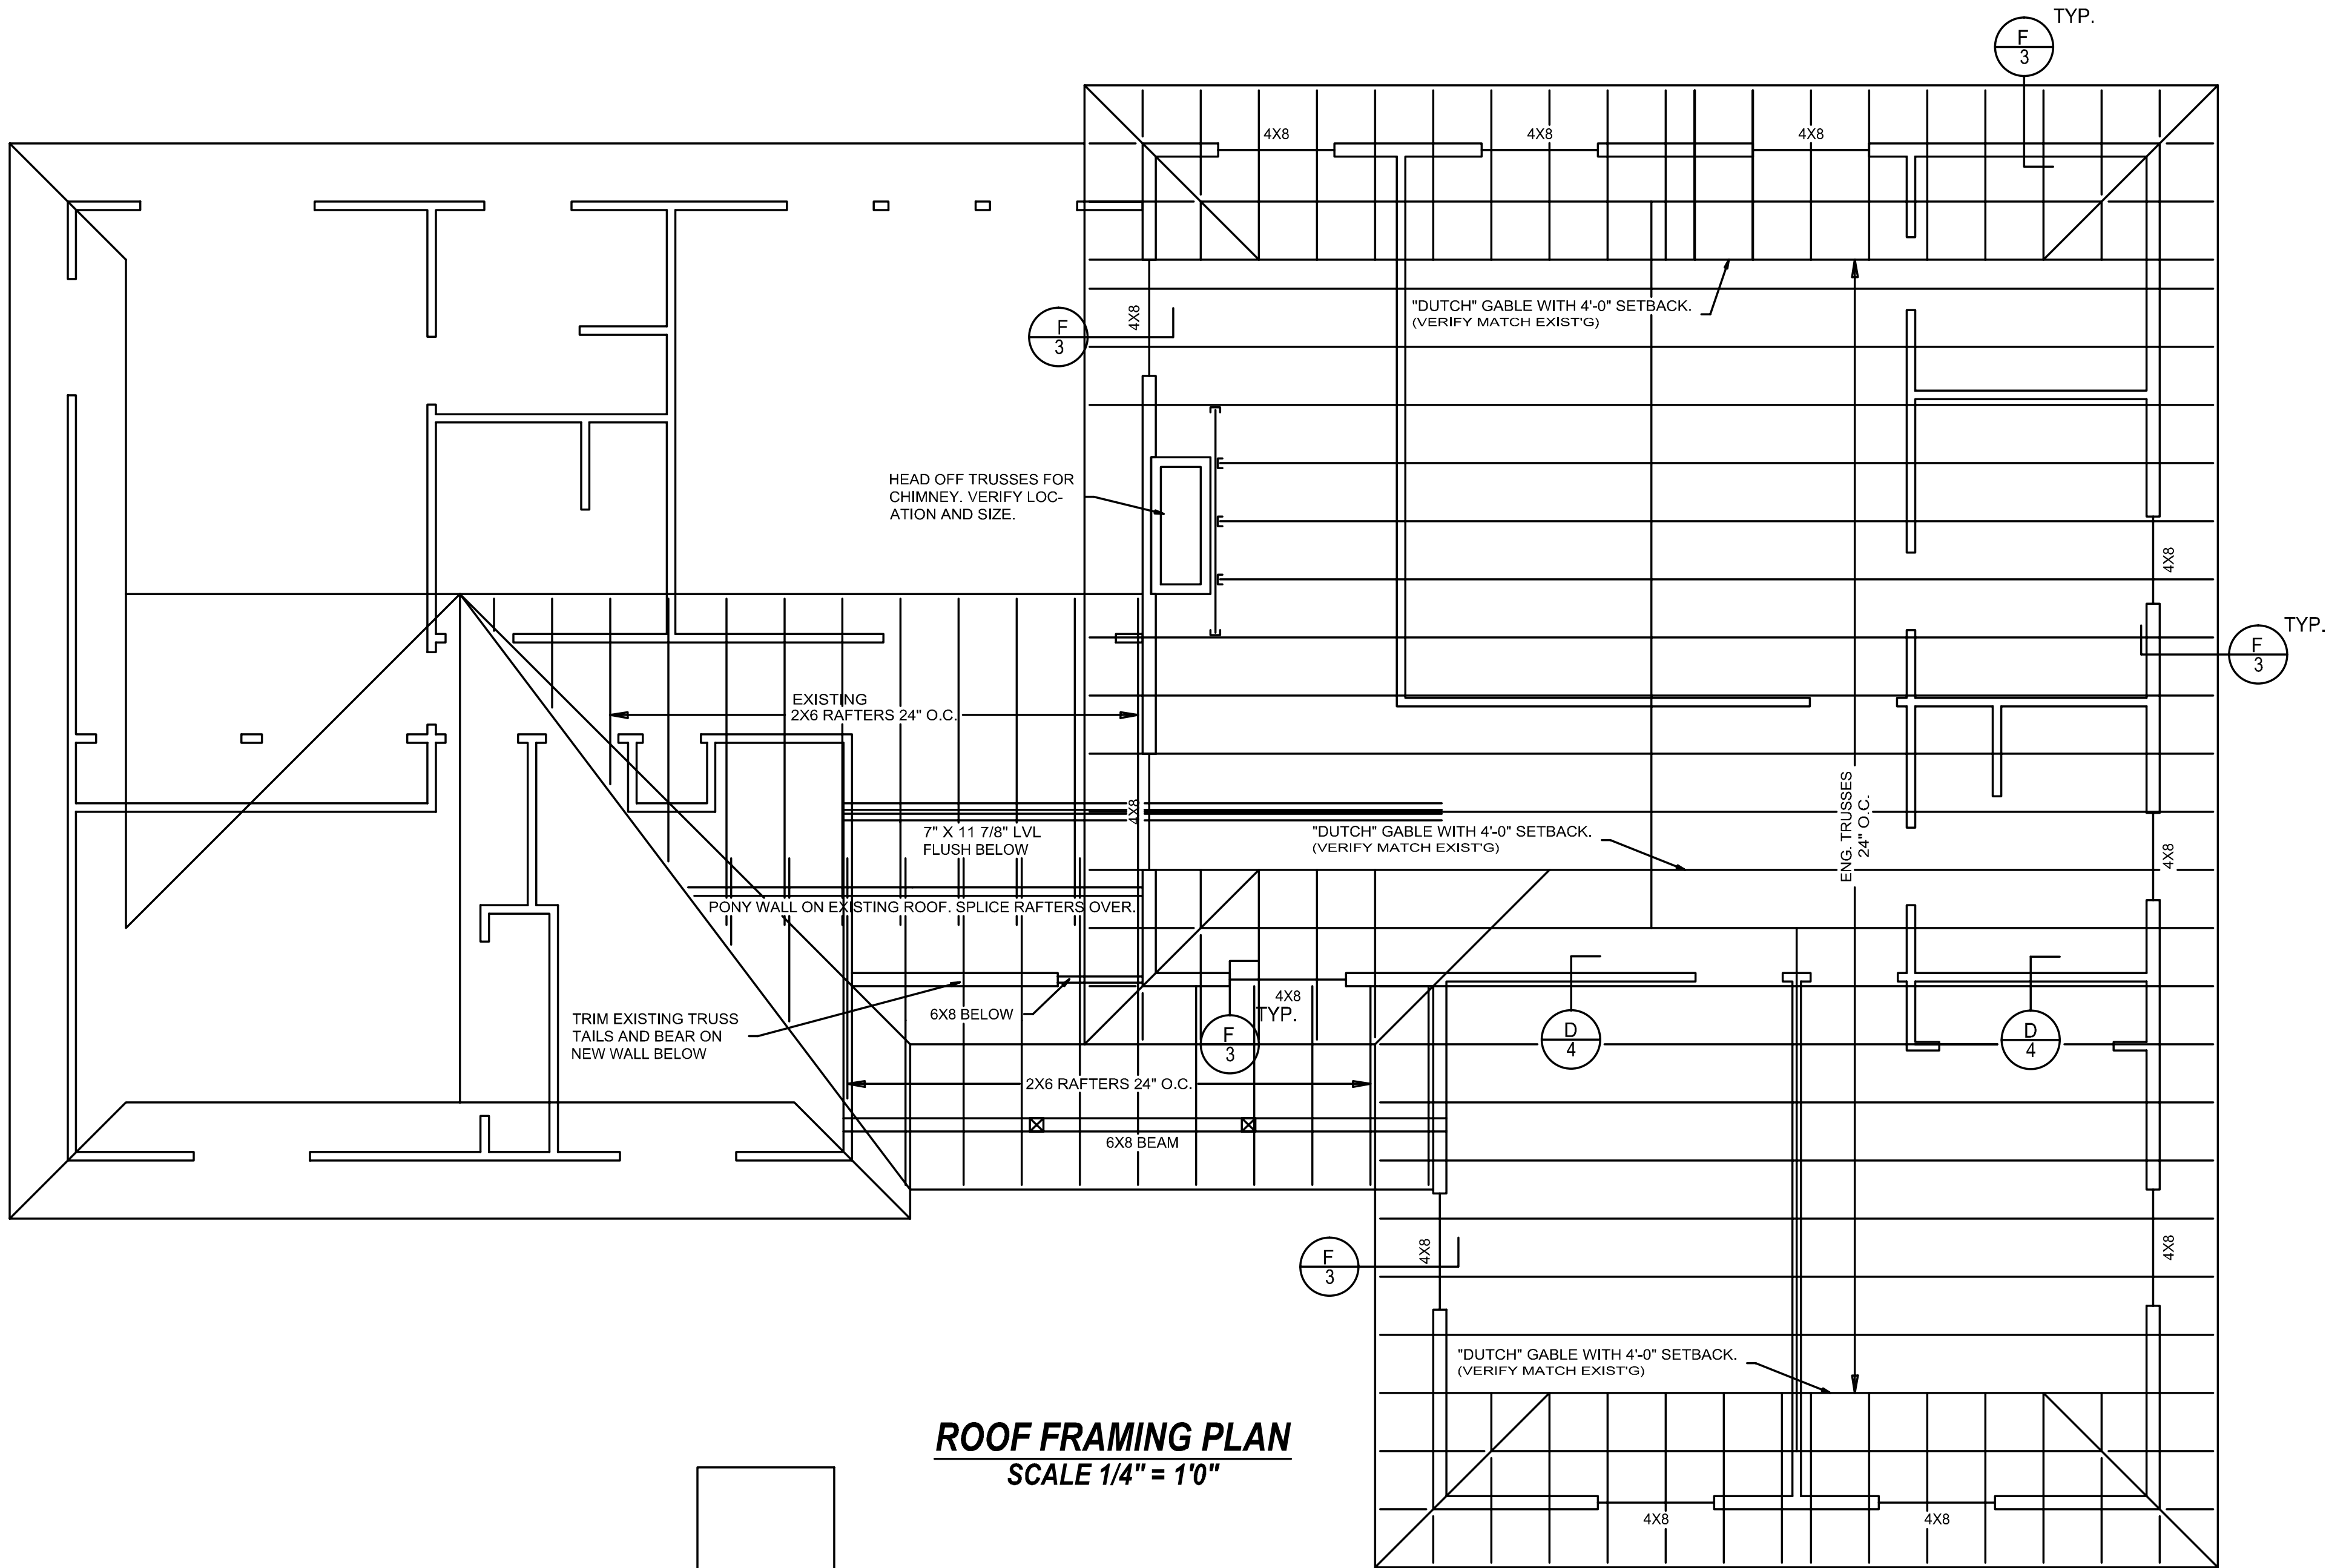 TYP.
F
3
4X8
4X8
4X8
"DUTCH" GABLE WITH 4'-0" SETBACK.
(VERIFY MATCH EXIST'G)
4X8
F
3
HEAD OFF TRUSSES FOR
CHIMNEY. VERIFY LOC-
ATION AND SIZE.
4X8
TYP.
F
3
EXISTING
2X6 RAFTERS 24" O.C.
4X8
7" X 11 7/8" LVL
FLUSH BELOW
"DUTCH" GABLE WITH 4'-0" SETBACK.
(VERIFY MATCH EXIST'G)
ENG. TRUSSES
24" O.C.
4X8
PONY WALL ON EXISTING ROOF. SPLICE RAFTERS OVER.
TRIM EXISTING TRUSS
TAILS AND BEAR ON
NEW WALL BELOW
6X8 BELOW
4X8
TYP.
F
3
D
4
D
4
2X6 RAFTERS 24" O.C.
6X8 BEAM
F
3
4X8
4X8
"DUTCH" GABLE WITH 4'-0" SETBACK.
(VERIFY MATCH EXIST'G)
ROOF FRAMING PLAN
SCALE 1/4" = 1'0"
4X8
4X8